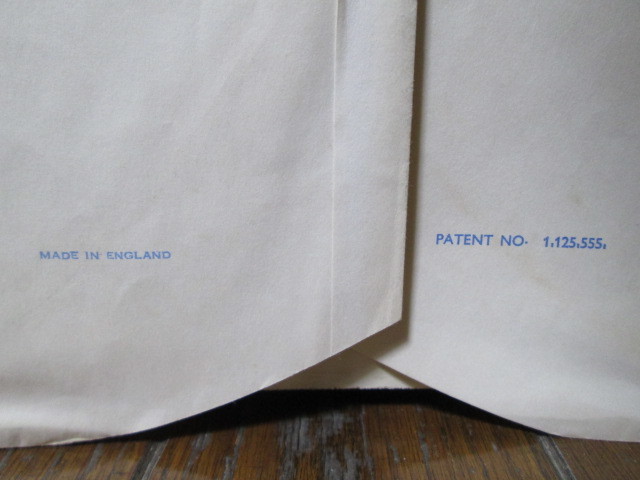 MADE IN ENGLAND
PATENT NO. 1,125,555,